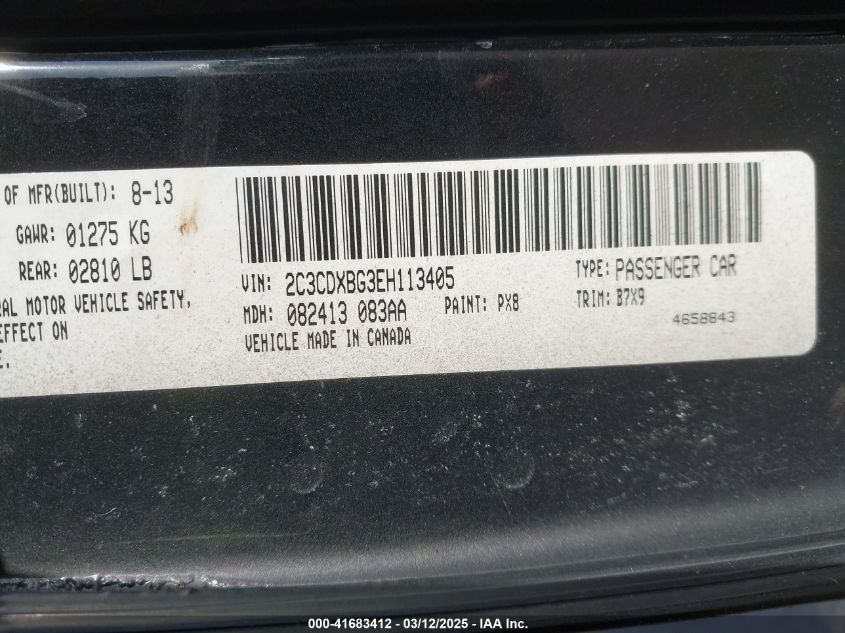 OF MFR(BUILT): 8-13
GAWR: 01275 KG
REAR: 02810 LB
MOTOR VEHICLE SAFETY,
EFFECT ON
VIN: 2C3CDXBG3EH113405
TYPE: PASSENGER CAR
MDH: 082413 083AA
PAINT: PX8
TRIM: B7X9
VEHICLE MADE IN CANADA
4658843
000-41683412 - 03/12/2025 - IAA Inc.